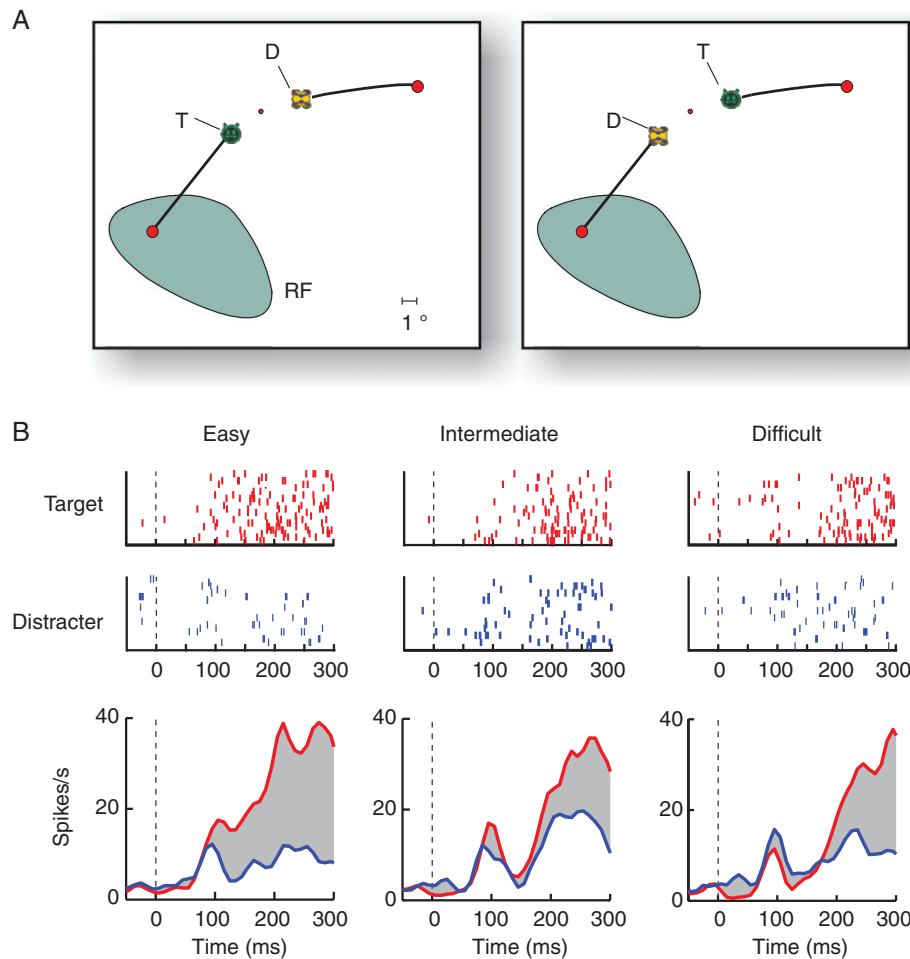 A
D
T
T
D
RF
1 °
B
Easy Intermediate Difficult
Target
Distracter
0 100 200 300 0 100 200 300 0 100 200 300
Spikes/s
40 40 40
20 20 20
0 0 0
0 100 200 300 0 100 200 300 0 100 200 300
Time (ms) Time (ms) Time (ms)